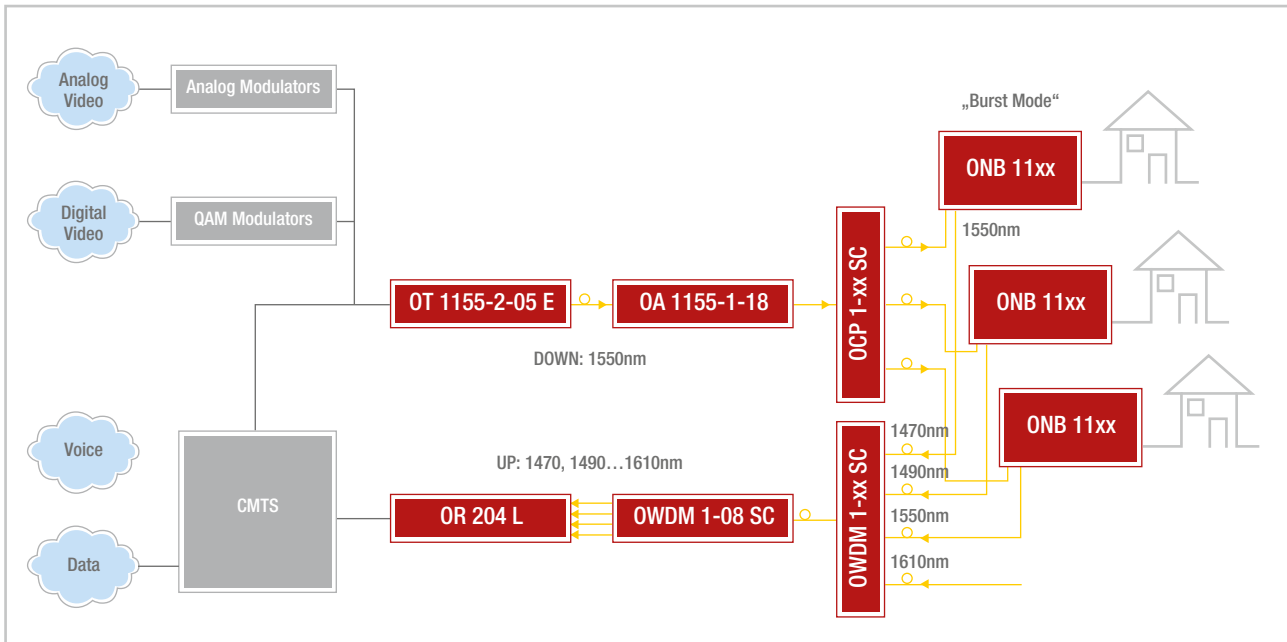 Analog
Video
Analog Modulators
„Burst Mode“
ONB 11xx
Digital
Video
QAM Modulators
1550nm
OCP 1-xx SC
ONB 11xx
OT 1155-2-05 E
OA 1155-1-18
DOWN: 1550nm
ONB 11xx
Voice
CMTS
UP: 1470, 1490…1610nm
OR 204 L
OWDM 1-08 SC
OWDM 1-xx SC
1470nm
1490nm
1550nm
1610nm
Data